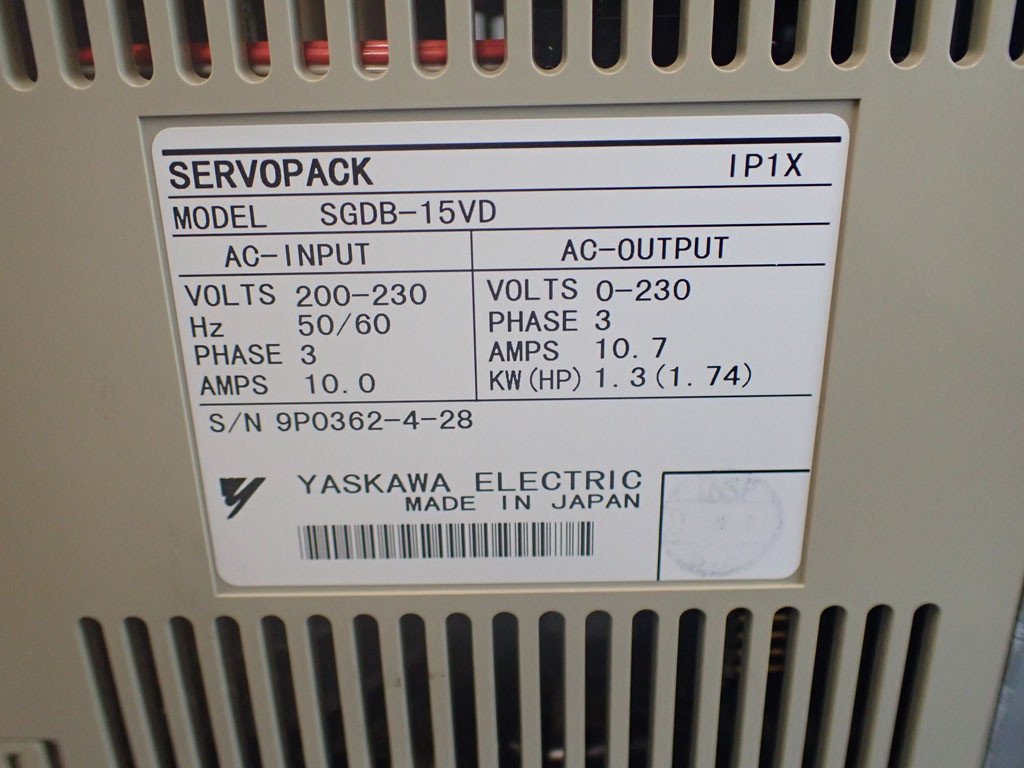 SERVOPACK IP1X
MODEL SGDB-15VD
AC-INPUT AC-OUTPUT
VOLTS 200-230 VOLTS 0-230
Hz 50/60 PHASE 3
PHASE 3 AMPS 10.7
AMPS 10.0 KW(HP) 1.3(1.74)
S/N 9P0362-4-28
YASKAWA ELECTRIC
MADE IN JAPAN